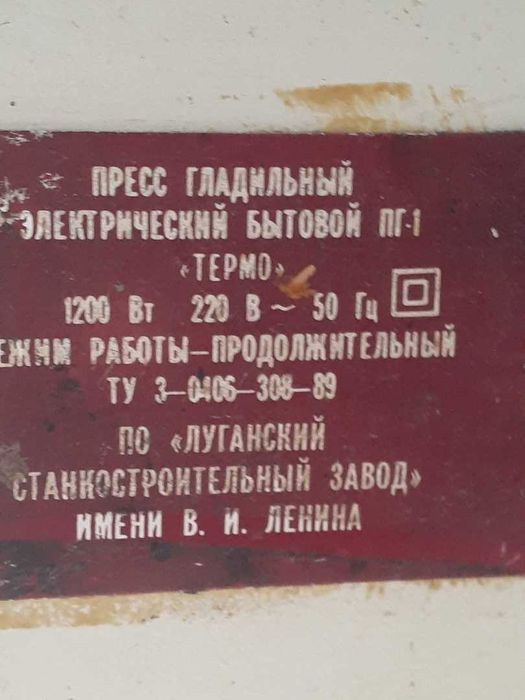 ПРЕСС ГЛАДИЛЬНЫЙ
ЭЛЕКТРИЧЕСКИЙ БЫТОВОЙ ПГ-1
«ТЕРМО»
1200 Вт 220 В ~ 50 Гц
ЕЖИМ РАБОТЫ–ПРОДОЛЖИТЕЛЬНЫЙ
ТУ 3–0406–308–89
ПО «ЛУГАНСКИЙ
СТАНКОСТРОИТЕЛЬНЫЙ ЗАВОД»
ИМЕНИ В. И. ЛЕНИНА